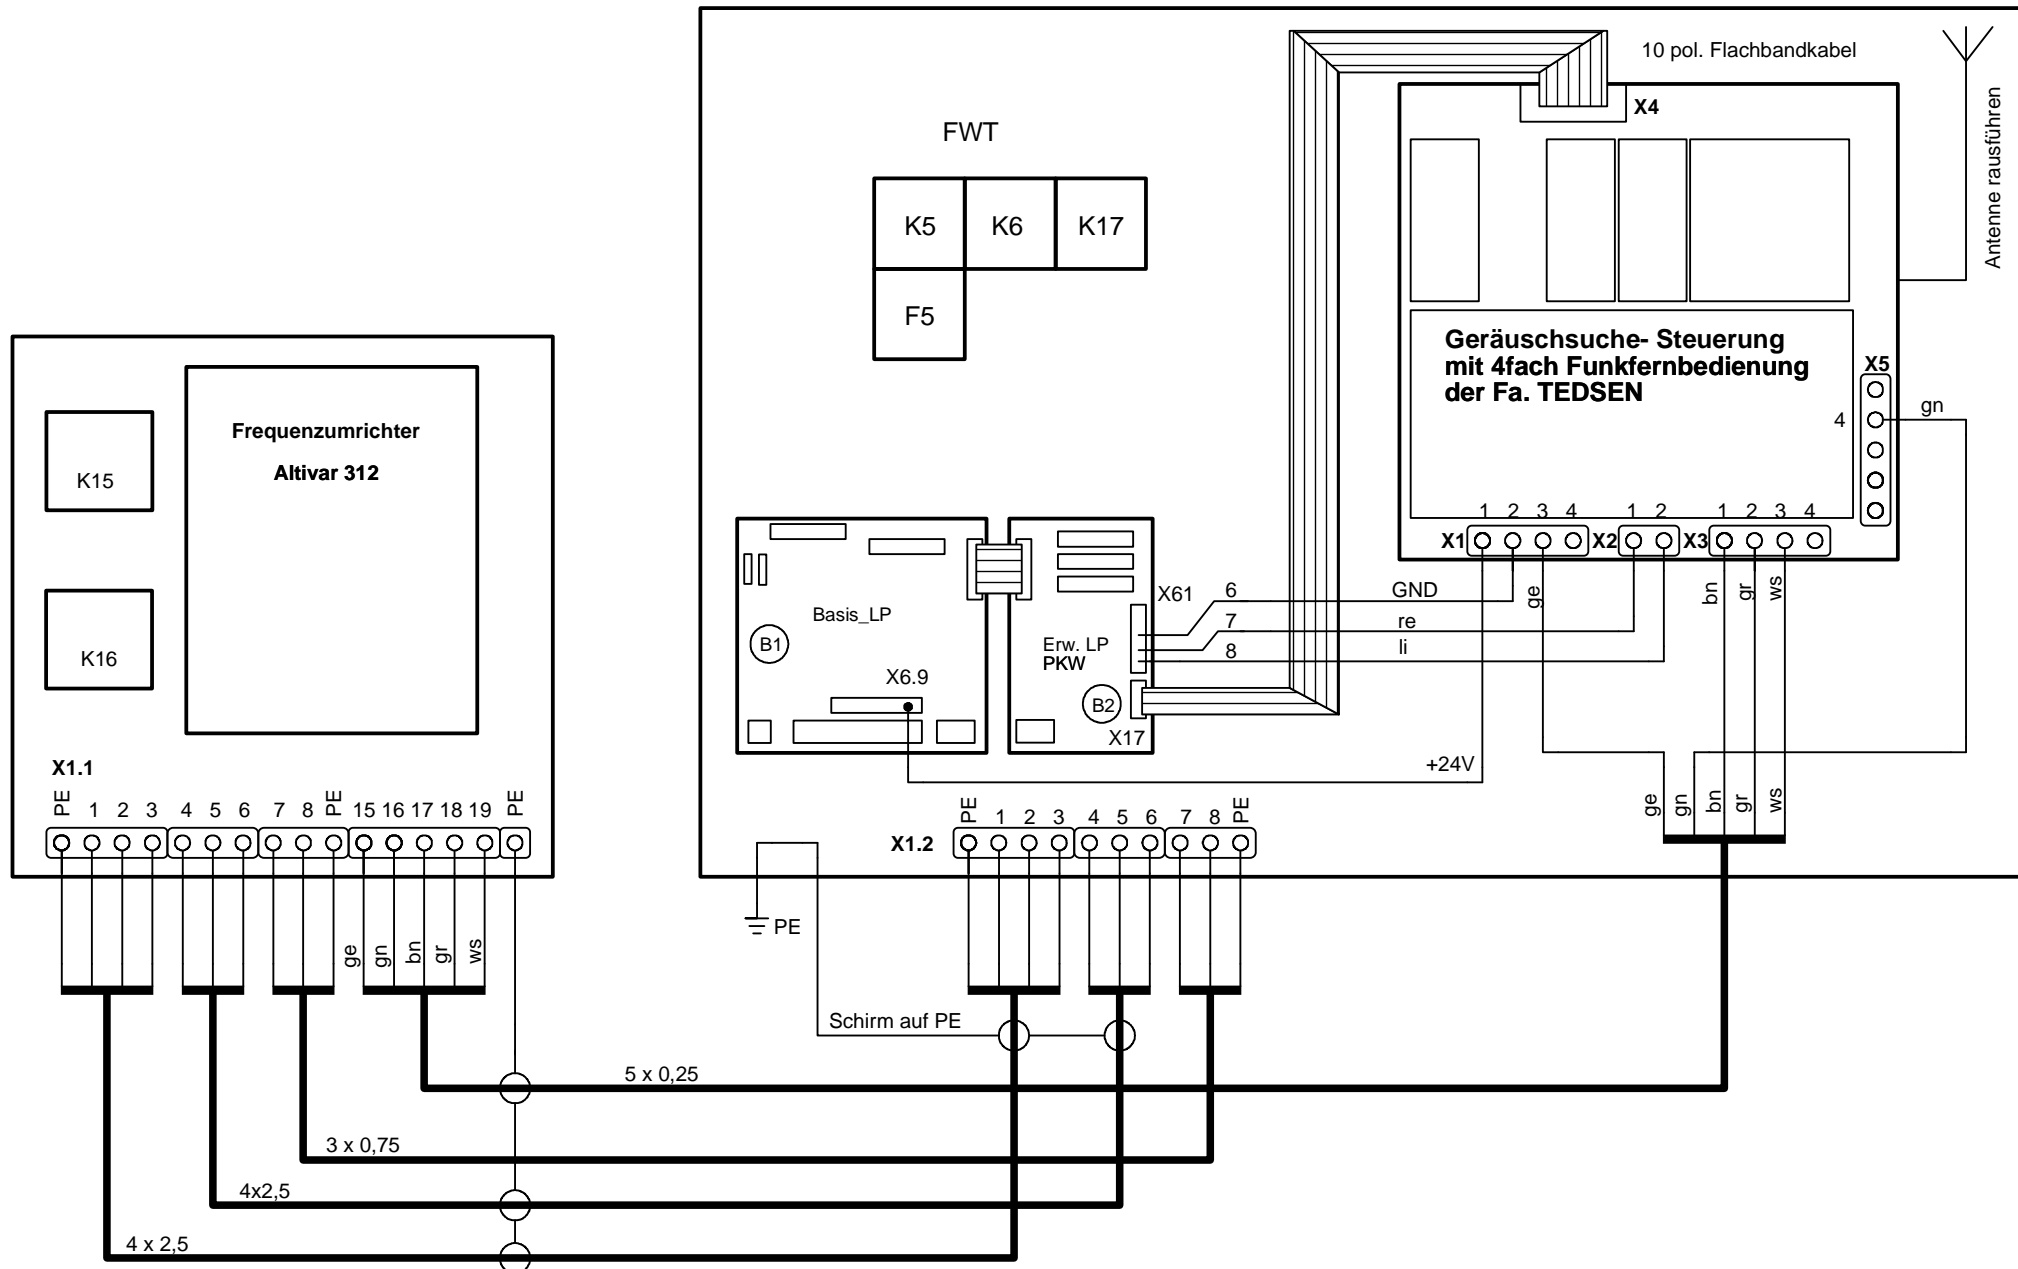 10 pol. Flachbandkabel
X4
Antenne rausführen
FWT
K5 K6 K17
F5
Geräuschsuche- Steuerung
mit 4fach Funkfernbedienung
der Fa. TEDSEN
X5
4
gn
1 2 3 4 1 2 1 2 3 4
X1 X2 X3
Frequenzumrichter
Altivar 312
K15
K16
X1.1
PE 1 2 3 4 5 6 7 8 PE 15 16 17 18 19 PE
ge gn bn gr ws
Basis_LP
B1
X6.9
X61
Erw. LP
PKW
B2
X17
6 GND
7 re
8 li
ge
bn gr ws
+24V
ge gn bn gr ws
X1.2
PE 1 2 3 4 5 6 7 8 PE
PE
Schirm auf PE
5 x 0,25
3 x 0,75
4x2,5
4 x 2,5